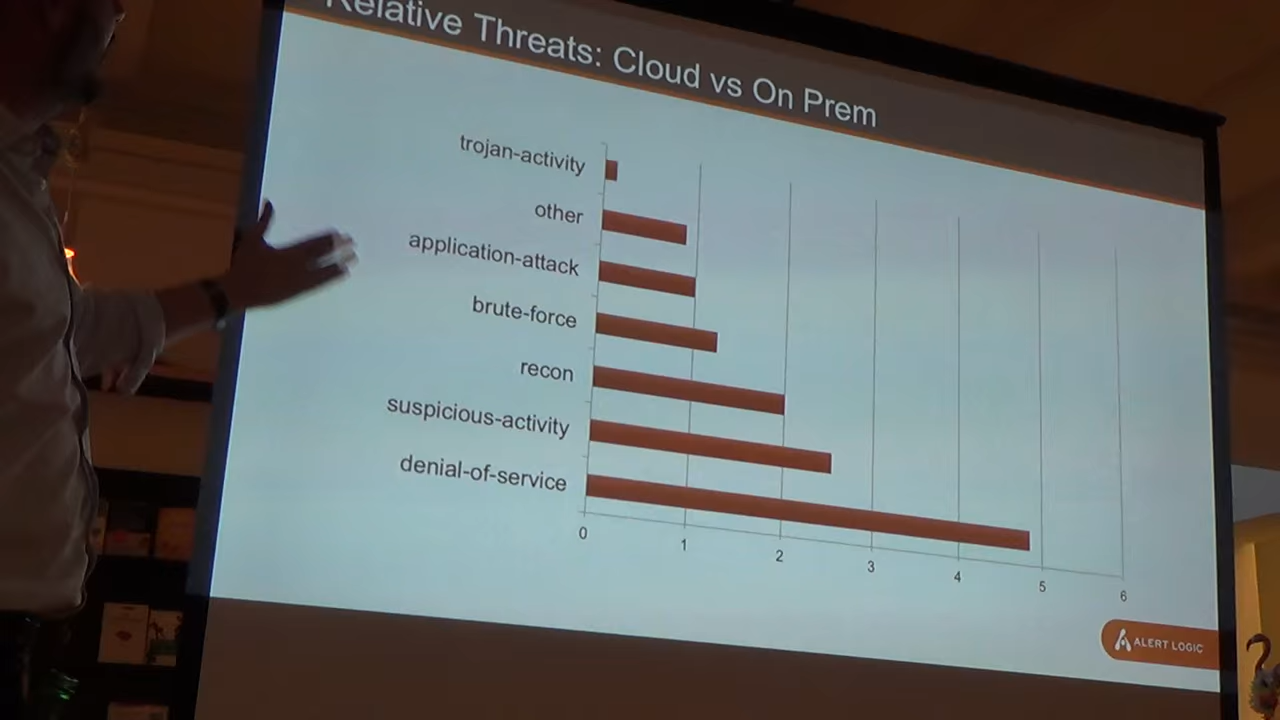 Relative Threats: Cloud vs On Prem
trojan-activity
other
application-attack
brute-force
recon
suspicious-activity
denial-of-service
0 1 2 3 4 5 6
ALERT LOGIC